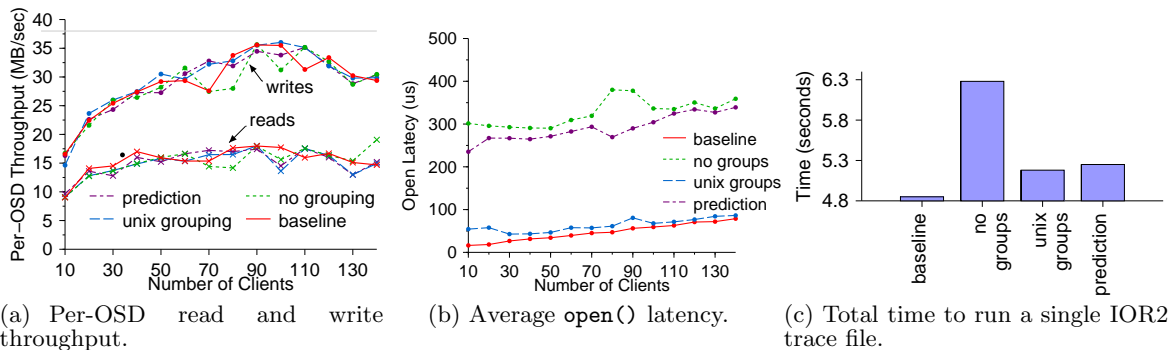 Per-OSD Throughput (MB/sec)
40
35
30
25
20
15
10
5
0
writes
reads
prediction
no grouping
unix grouping
baseline
10 30 50 70 90 110 130
Number of Clients
(a) Per-OSD read and write
throughput.
Open Latency (us)
500
400
300
200
100
0
baseline
no groups
unix groups
prediction
10 30 50 70 90 110 130
Number of Clients
(b) Average open() latency.
Time (seconds)
6.3
5.3
4.8
baseline
no
groups
unix
groups
prediction
(c) Total time to run a single IOR2
trace file.